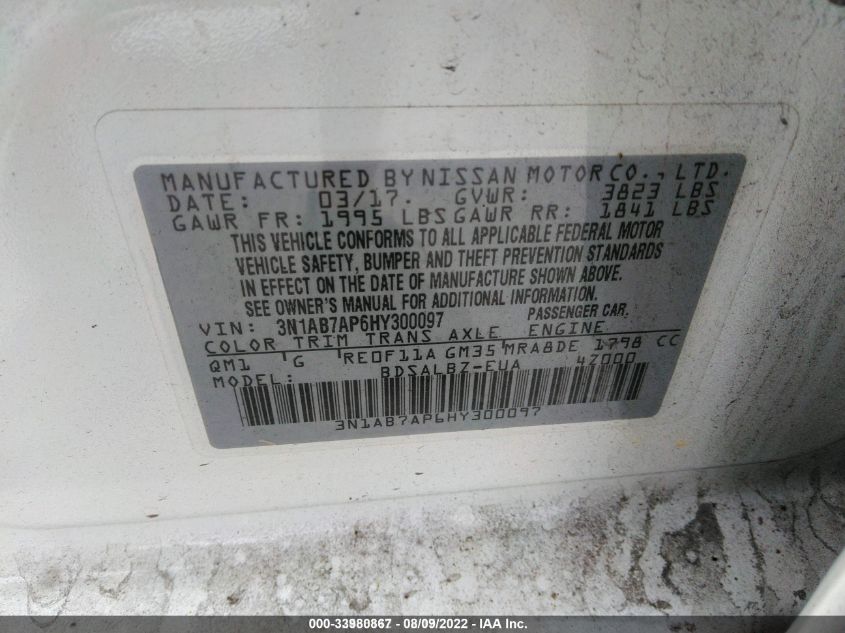 MANUFACTURED BY NISSAN MOTOR CO., LTD.
DATE: 03/17. GVWR: 3823 LBS
GAWR FR: 1995 LBS GAWR RR: 1841 LBS
THIS VEHICLE CONFORMS TO ALL APPLICABLE FEDERAL MOTOR
VEHICLE SAFETY, BUMPER AND THEFT PREVENTION STANDARDS
IN EFFECT ON THE DATE OF MANUFACTURE SHOWN ABOVE.
SEE OWNER'S MANUAL FOR ADDITIONAL INFORMATION.
VIN: 3N1AB7AP6HY300097 PASSENGER CAR.
COLOR TRIM TRANS AXLE ENGINE
QM1 'G 'RE0F11A GM35'MRA8DE 1798 CC
MODEL: BDSALBZ-EUA 4Z000
3N1AB7AP6HY300097
000-33980867 - 08/09/2022 - IAA Inc.